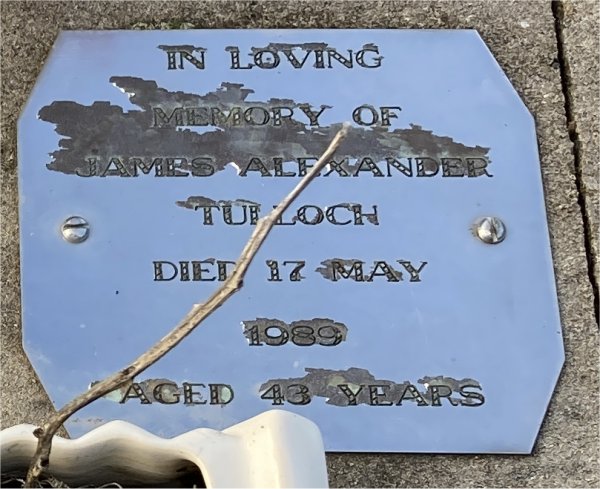 IN LOVING
MEMORY OF
JAMES ALEXANDER
TULLOCH
DIED 17 MAY
1989
AGED 43 YEARS